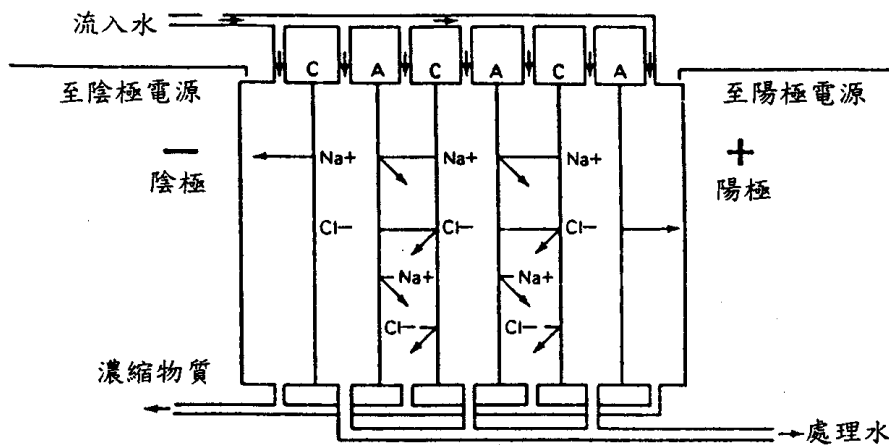 流入水
C A C A C A
至陰極電源
至陽極電源
− Na+ Na+ Na+ +
陰極 陽極
Cl− Cl− Cl−
Na+ Na+
Cl− Cl−
濃縮物質
處理水